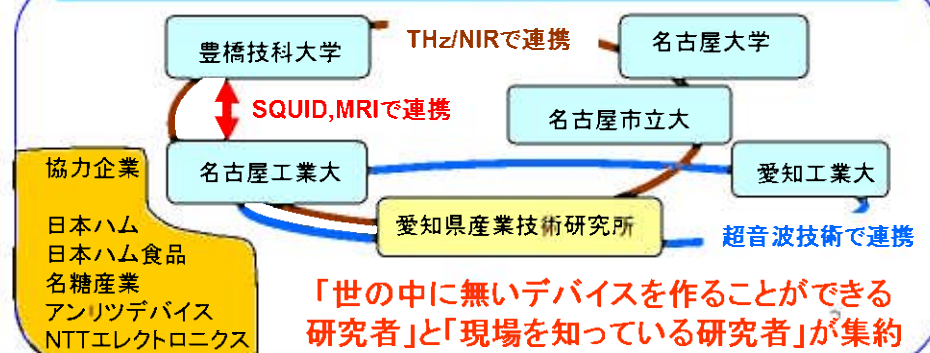 豊橋技科大学
THz/NIRで連携
名古屋大学
SQUID,MRIで連携
名古屋市立大
協力企業
名古屋工業大
愛知工業大
日本ハム
日本ハム食品
名糖産業
アンリツデバイス
NTTエレクトロニクス
愛知県産業技術研究所
超音波技術で連携
「世の中に無いデバイスを作ることができる
研究者」と「現場を知っている研究者」が集約
2